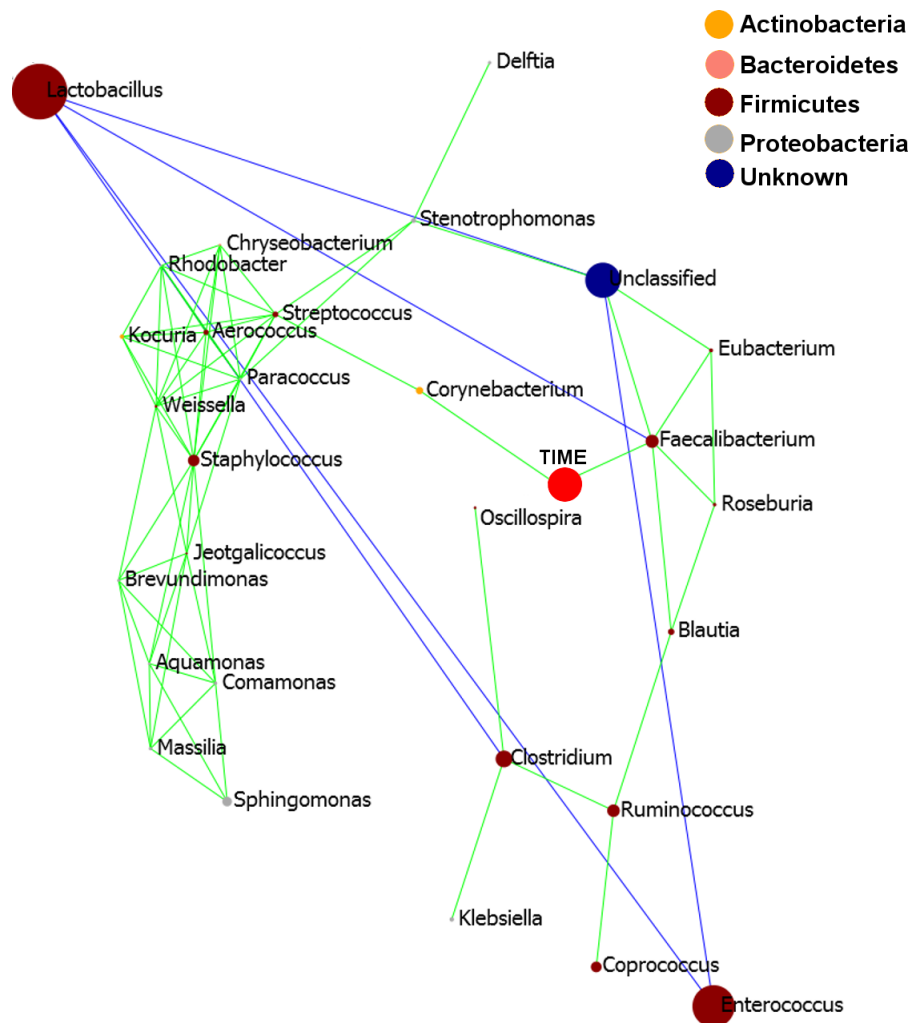 Actinobacteria
Bacteroidetes
Firmicutes
Proteobacteria
Unknown
Delftia
Lactobacillus
Stenotrophomonas
Chryseobacterium
Rhodobacter
Unclassified
Streptococcus
Aerococcus
Kocuria
Eubacterium
Paracoccus
Corynebacterium
Weissella
Faecalibacterium
TIME
Staphylococcus
Roseburia
Oscillospira
Jeotgalicoccus
Brevundimonas
Blautia
Aquamonas
Comamonas
Massilia
Clostridium
Sphingomonas
Ruminococcus
Klebsiella
Coprococcus
Enterococcus